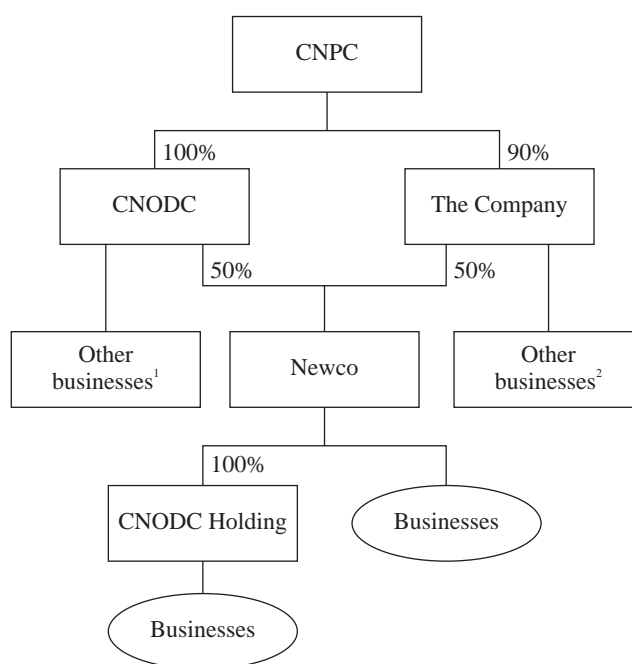 CNPC
100%
90%
CNODC
The Company
50%
50%
Other
businesses¹
Newco
Other
businesses²
100%
CNODC Holding
Businesses
Businesses